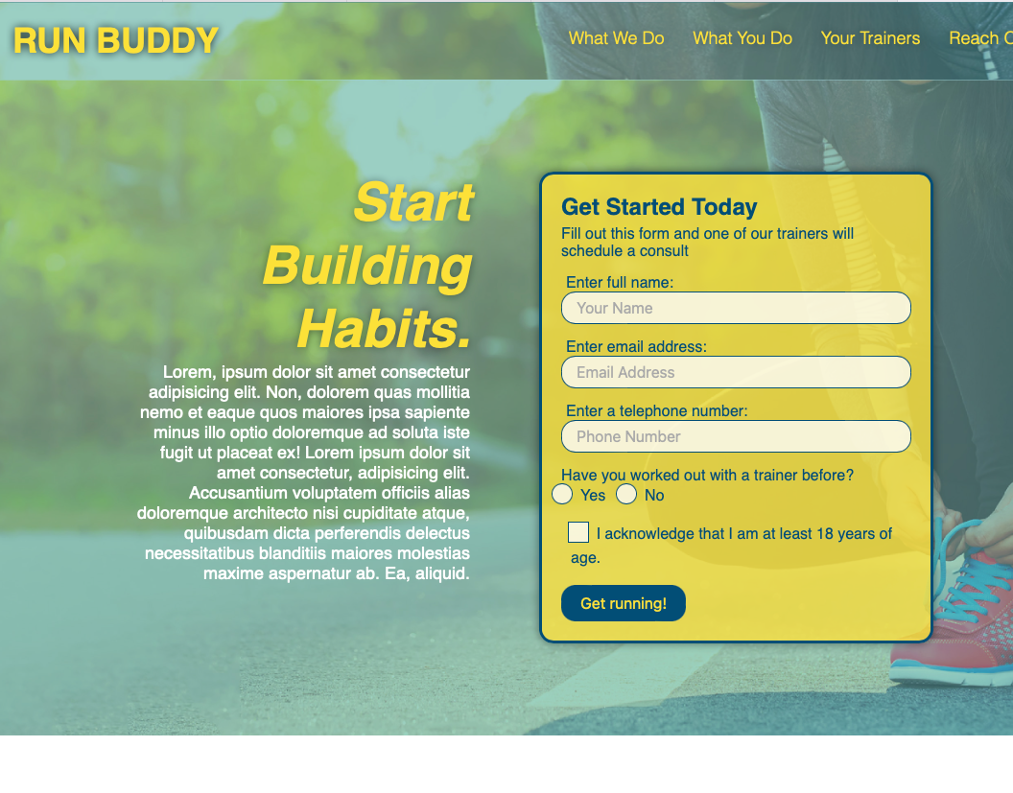 RUN BUDDY
What We Do What You Do Your Trainers Reach
Start
Building
Habits.
Lorem, ipsum dolor sit amet consectetur
adipisicing elit. Non, dolorem quas mollitia
nemo et eaque quos maiores ipsa sapiente
minus illo optio doloremque ad soluta iste
fugit ut placeat ex! Lorem ipsum dolor sit
amet consectetur, adipisicing elit.
Accusantium voluptatem officiis alias
doloremque architecto nisi cupiditate atque,
quibusdam dicta perferendis delectus
necessitatibus blanditiis maiores molestias
maxime aspernatur ab. Ea, aliquid.
Get Started Today
Fill out this form and one of our trainers will
schedule a consult
Enter full name:
Your Name
Enter email address:
Email Address
Enter a telephone number:
Phone Number
Have you worked out with a trainer before?
Yes No
I acknowledge that I am at least 18 years of
age.
Get running!